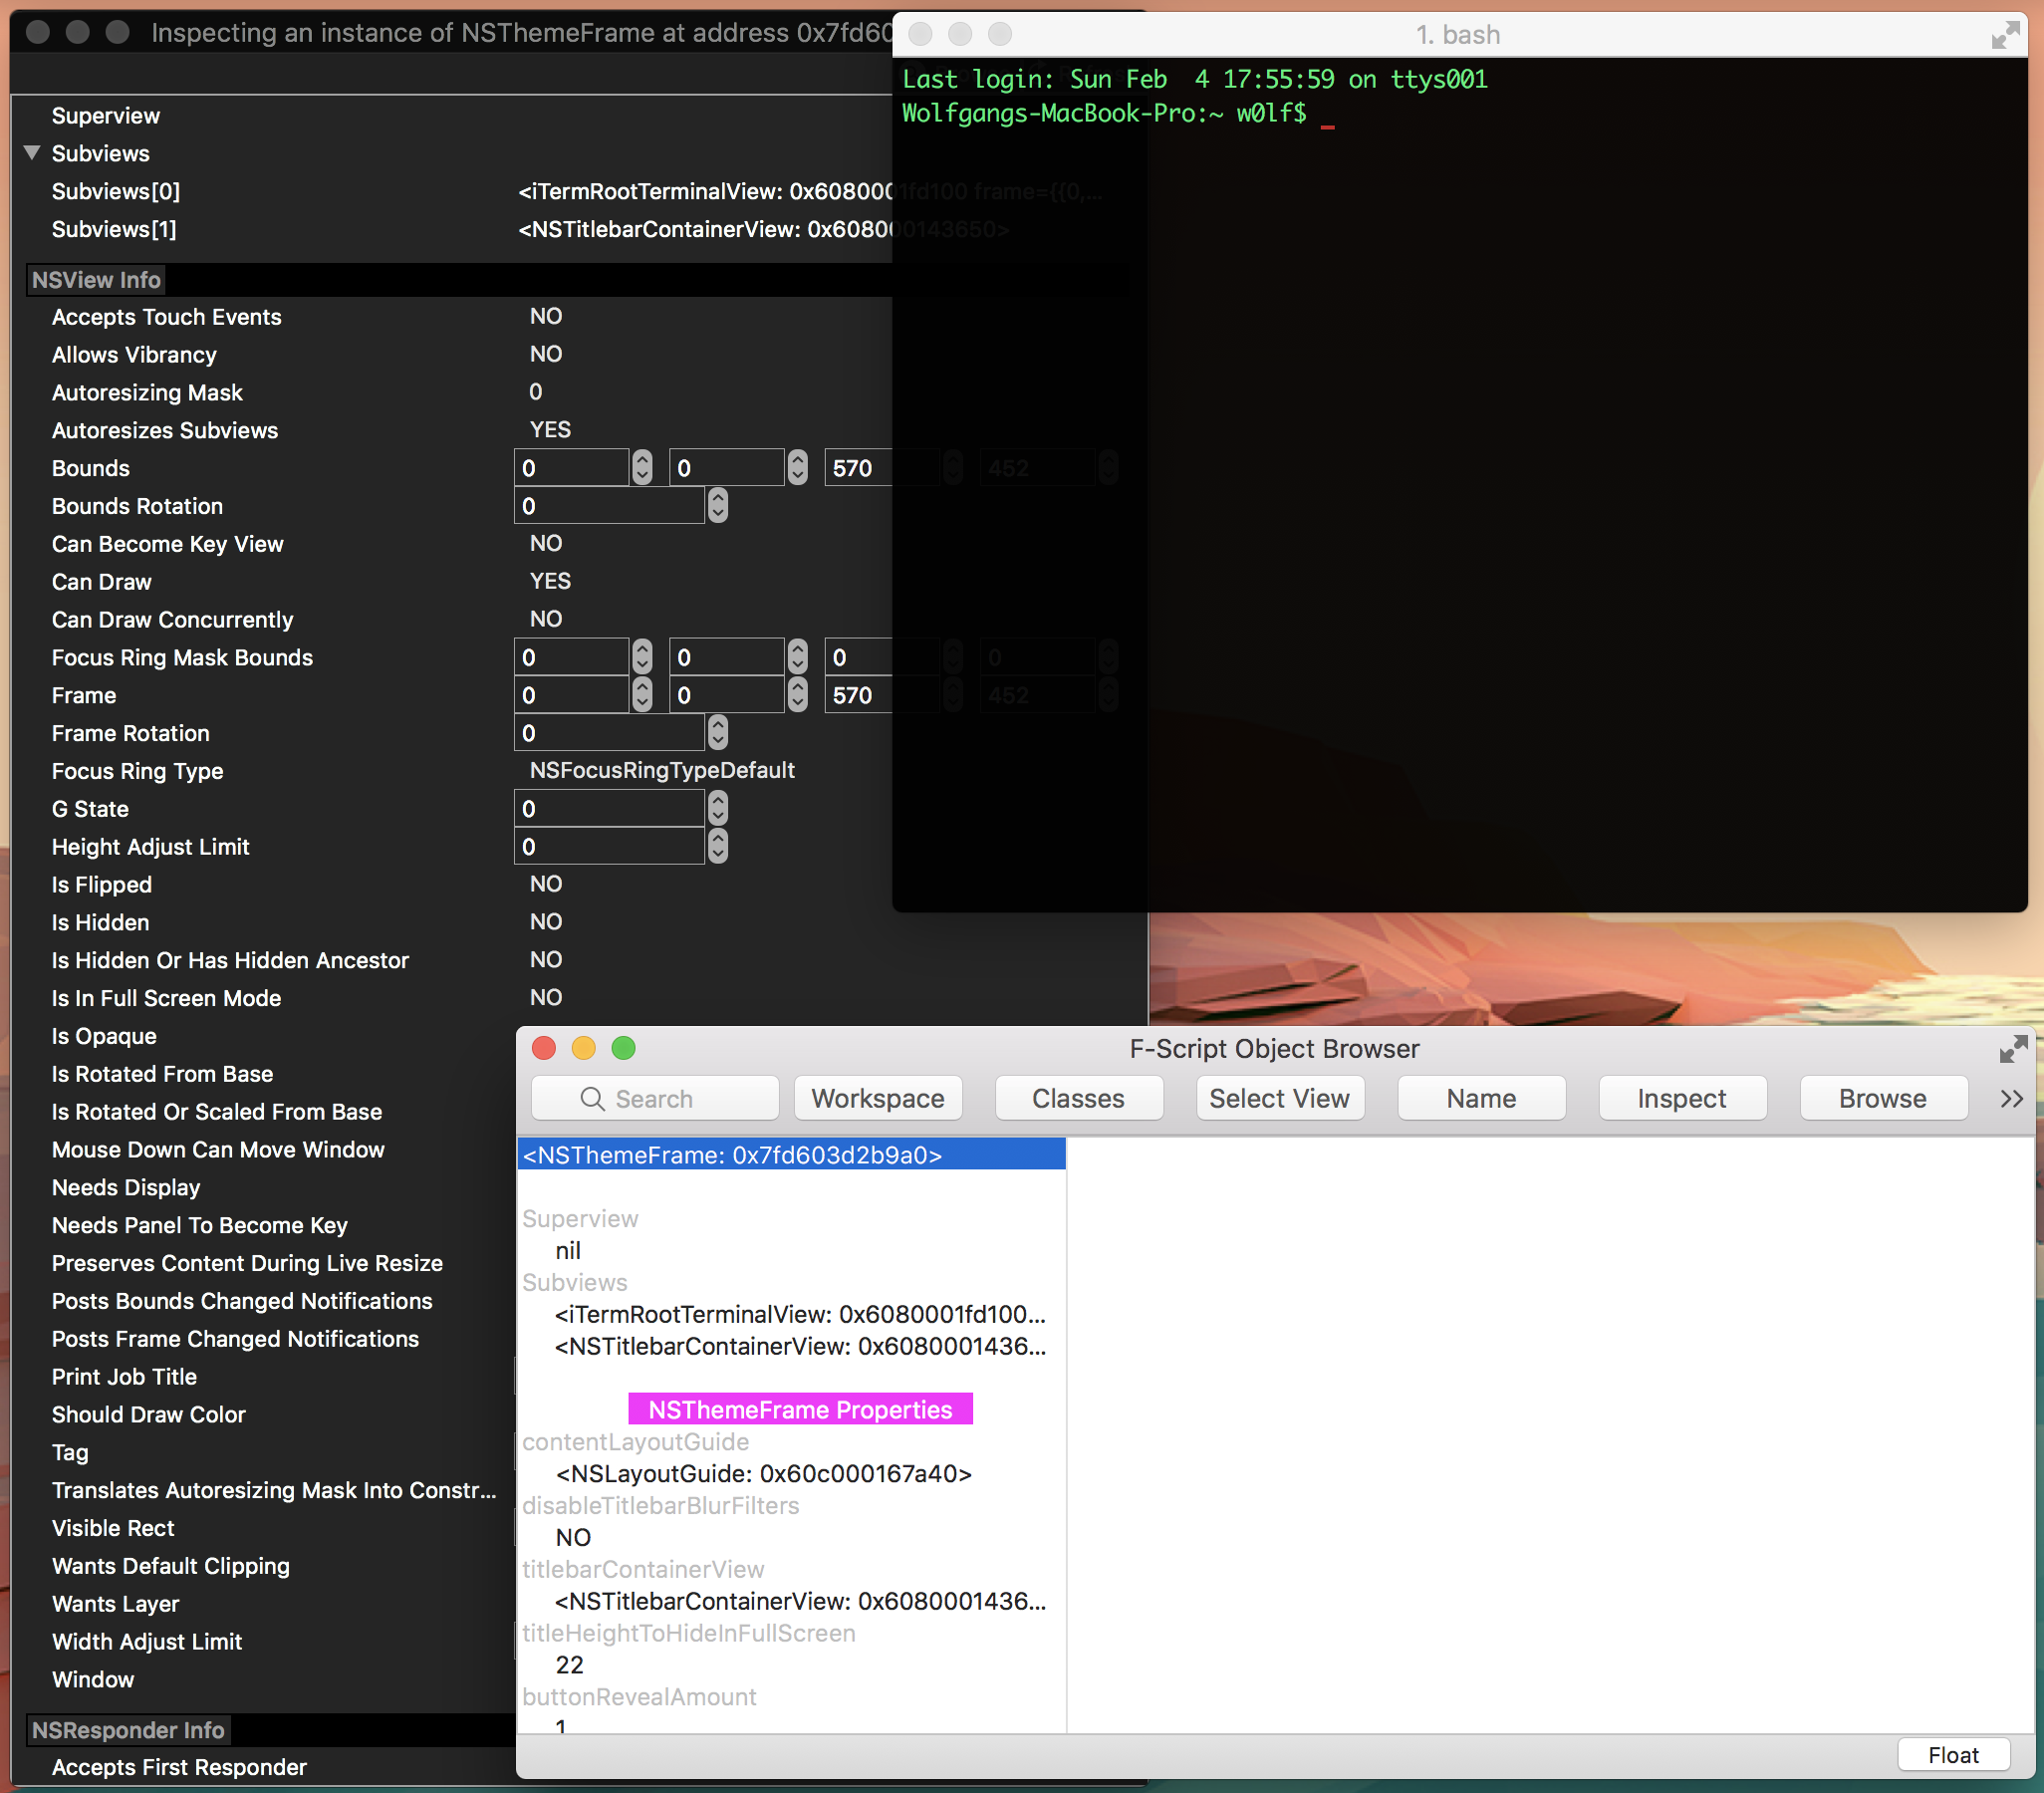 Inspecting an instance of NSThemeFrame at address 0x7fd60
Superview
Subviews
Subviews[0] <iTermRootTerminalView: 0x6080001fd100 frame={{0,...
Subviews[1] <NSTitlebarContainerView: 0x608000143650>
NSView Info
Accepts Touch Events NO
Allows Vibrancy NO
Autoresizing Mask 0
Autoresizes Subviews YES
Bounds 0 0 570 452
Bounds Rotation 0
Can Become Key View NO
Can Draw YES
Can Draw Concurrently NO
Focus Ring Mask Bounds 0 0 0 0
Frame 0 0 570 452
Frame Rotation 0
Focus Ring Type NSFocusRingTypeDefault
G State 0
Height Adjust Limit 0
Is Flipped NO
Is Hidden NO
Is Hidden Or Has Hidden Ancestor NO
Is In Full Screen Mode NO
Is Opaque
Is Rotated From Base
Is Rotated Or Scaled From Base
Mouse Down Can Move Window
Needs Display
Needs Panel To Become Key
Preserves Content During Live Resize
Posts Bounds Changed Notifications
Posts Frame Changed Notifications
Print Job Title
Should Draw Color
Tag
Translates Autoresizing Mask Into Constr...
Visible Rect
Wants Default Clipping
Wants Layer
Width Adjust Limit
Window
NSResponder Info
Accepts First Responder
1. bash
Last login: Sun Feb  4 17:55:59 on ttys001
Wolfgangs-MacBook-Pro:~ w0lf$
F-Script Object Browser
Search Workspace Classes Select View Name Inspect Browse
<NSThemeFrame: 0x7fd603d2b9a0>
Superview
nil
Subviews
<iTermRootTerminalView: 0x6080001fd100...
<NSTitlebarContainerView: 0x6080001436...
NSThemeFrame Properties
contentLayoutGuide
<NSLayoutGuide: 0x60c000167a40>
disableTitlebarBlurFilters
NO
titlebarContainerView
<NSTitlebarContainerView: 0x6080001436...
titleHeightToHideInFullScreen
22
buttonRevealAmount
1
Float